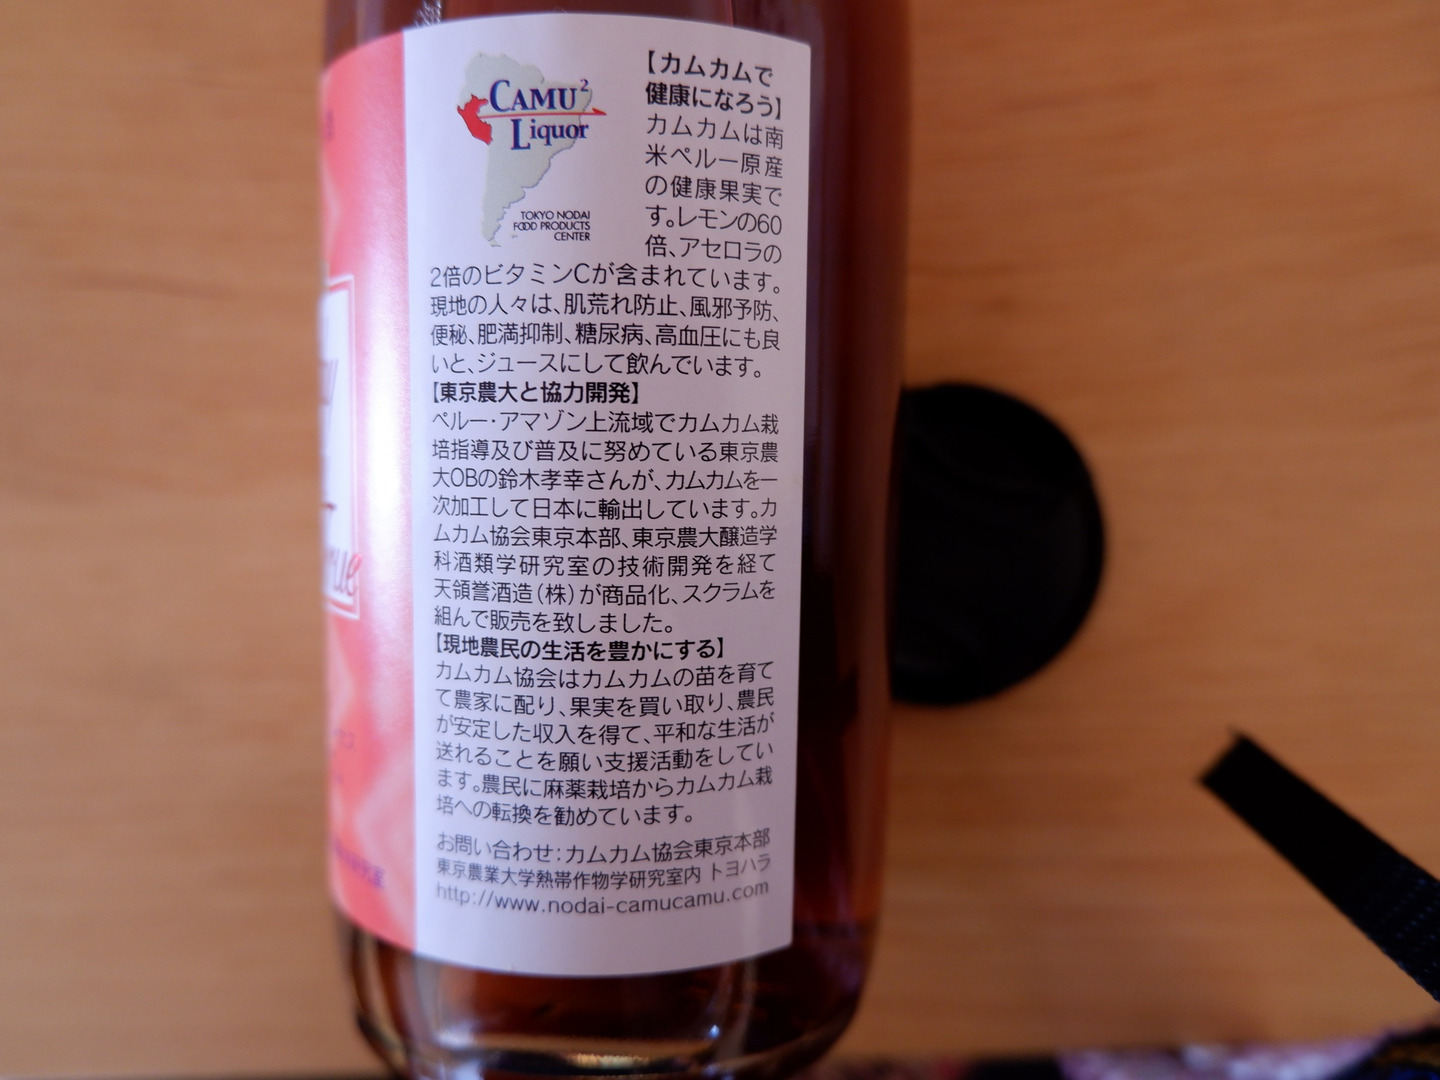 CAMU²
Liquor
TOKYO NODAI
FOOD PRODUCTS
CENTER
【カムカムで
健康になろう】
カムカムは南
米ペルー原産
の健康果実で
す。レモンの60
倍、アセロラの
2倍のビタミンCが含まれています。
現地の人々は、肌荒れ防止、風邪予防、
便秘、肥満抑制、糖尿病、高血圧にも良
いと、ジュースにして飲んでいます。
【東京農大と協力開発】
ペルー・アマゾン上流域でカムカム栽
培指導及び普及に努めている東京農
大OBの鈴木孝幸さんが、カムカムを一
次加工して日本に輸出しています。カ
ムカム協会東京本部、東京農大醸造学
科酒類学研究室の技術開発を経て
天領誉酒造（株）が商品化、スクラムを
組んで販売を致しました。
【現地農民の生活を豊かにする】
カムカム協会はカムカムの苗を育て
て農家に配り、果実を買い取り、農民
が安定した収入を得て、平和な生活が
送れることを願い支援活動をしてい
ます。農民に麻薬栽培からカムカム栽
培への転換を勧めています。
お問い合わせ：カムカム協会東京本部
東京農業大学熱帯作物学研究室内 トヨハラ
http://www.nodai-camucamu.com